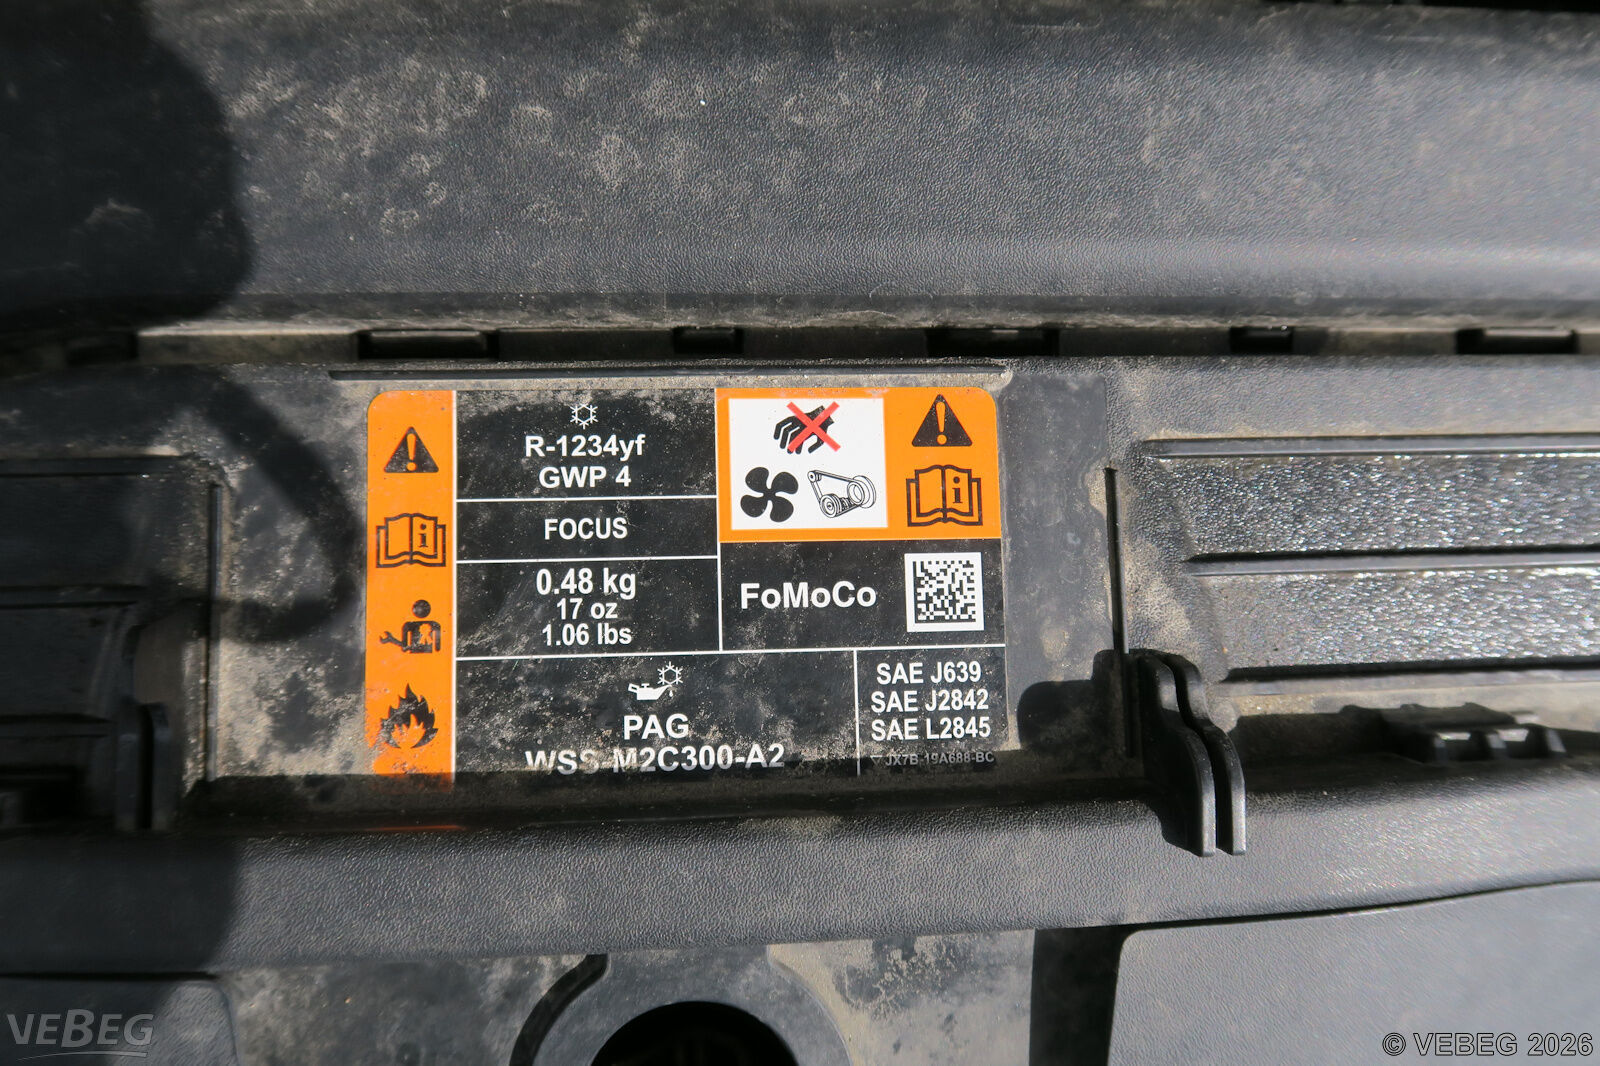 R-1234yf
GWP 4
FOCUS
0.48 kg
17 oz
1.06 lbs
FoMoCo
PAG
WSS-M2C300-A2
SAE J639
SAE J2842
SAE L2845
JX7B-19A688-BC
VEBEG
© VEBEG 2026